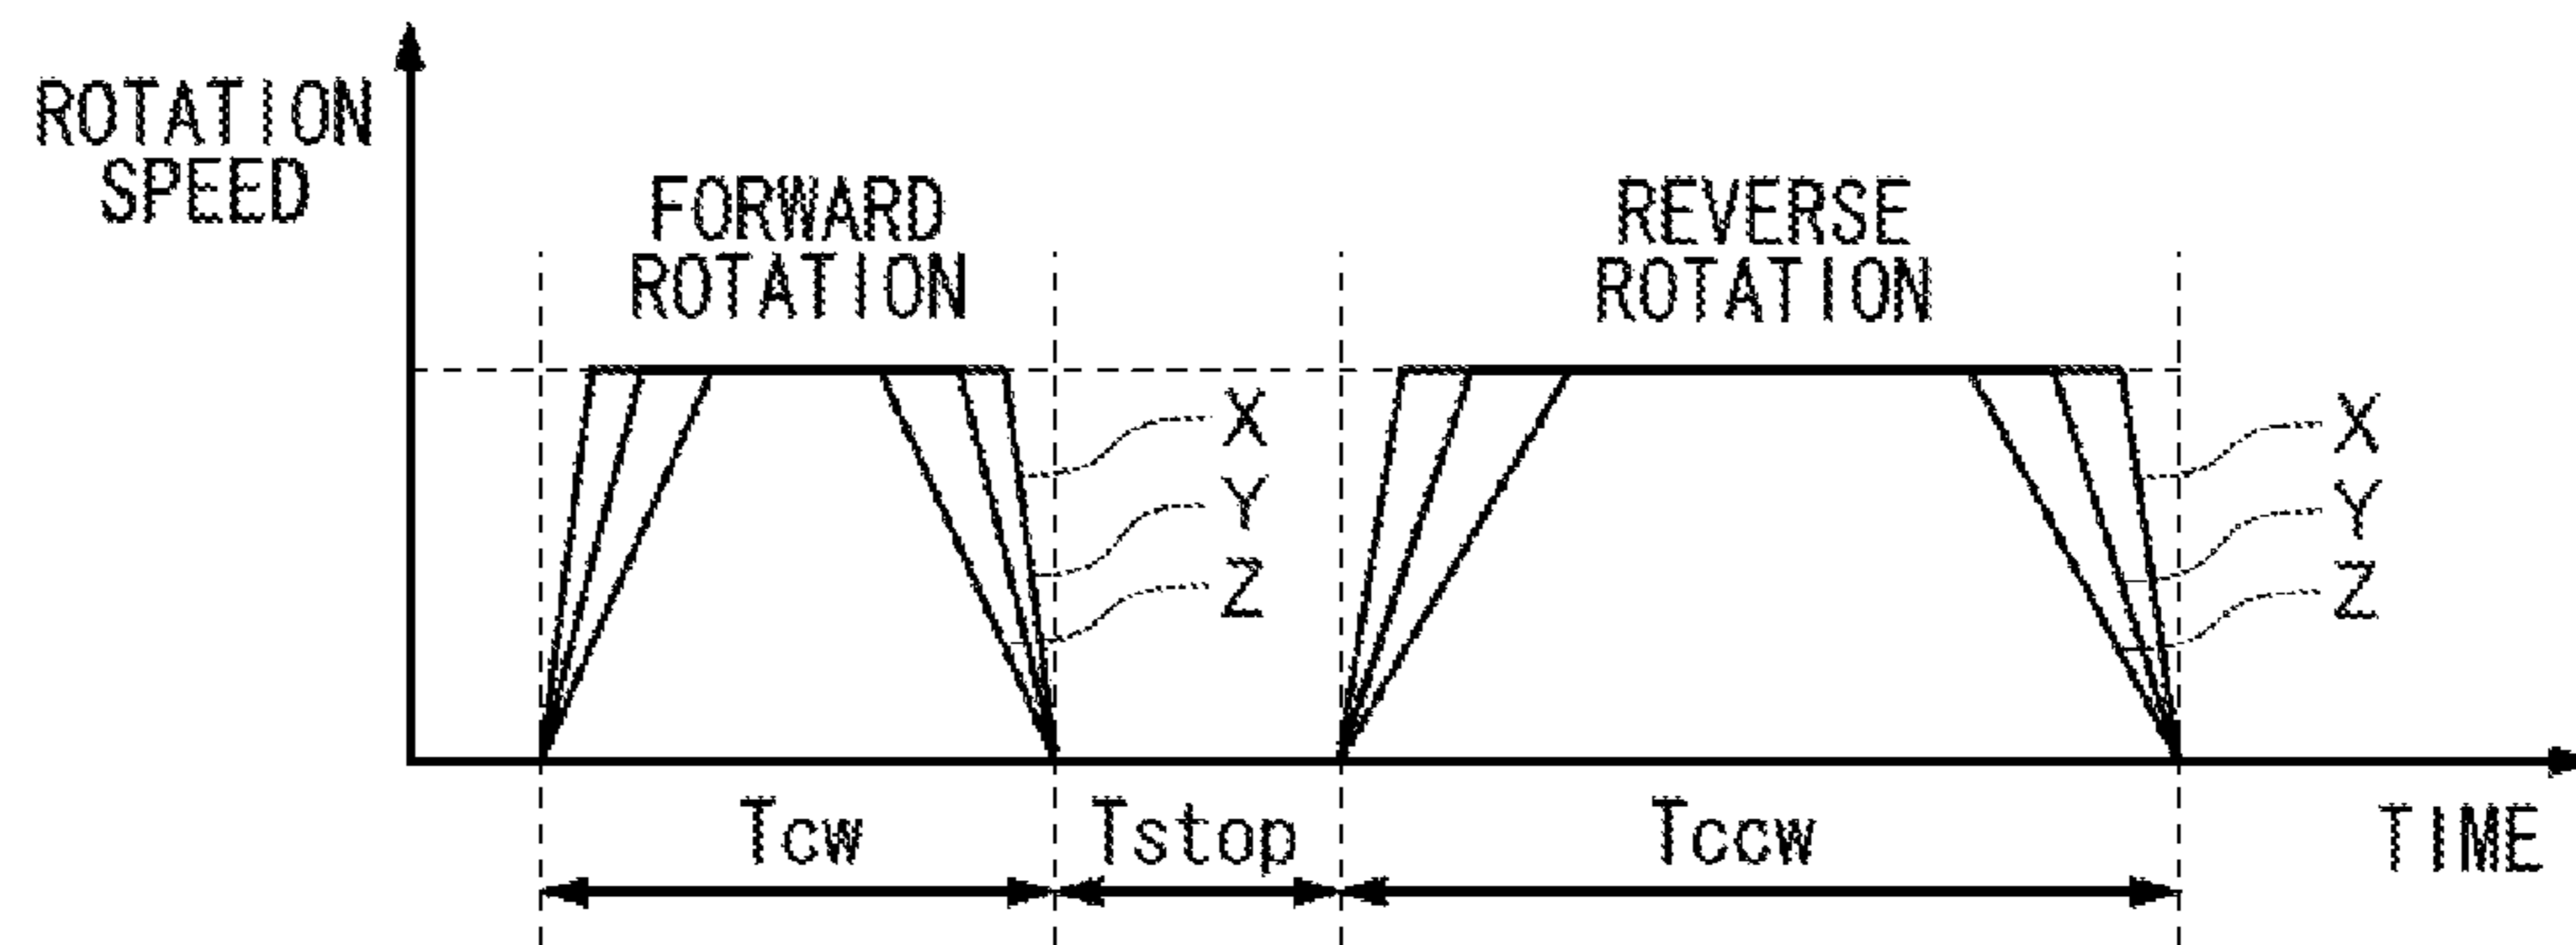 ROTATION
SPEED
FORWARD
ROTATION
REVERSE
ROTATION
X
Y
Z
X
Y
Z
Tcw
Tstop
Tccw
TIME